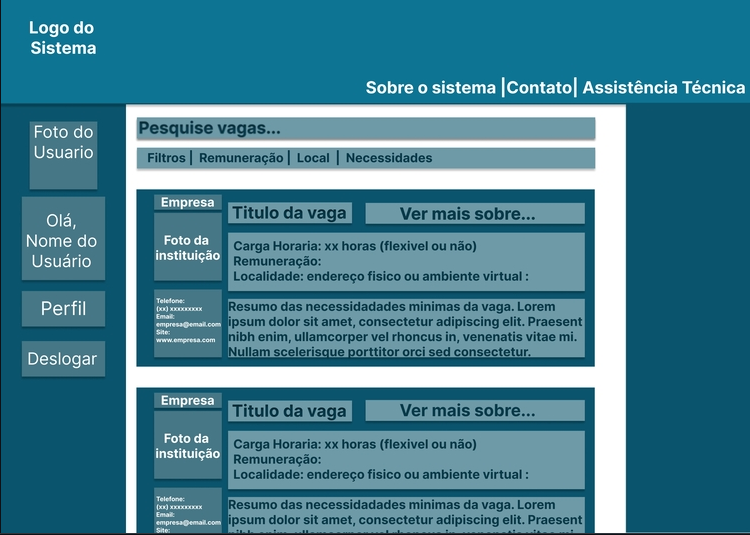 Logo do
Sistema
Sobre o sistema |Contato| Assistência Técnica
Foto do
Usuario
Olá,
Nome do
Usuário
Perfil
Deslogar
Pesquise vagas...
Filtros | Remuneração | Local | Necessidades
Empresa
Foto da
instituição
Telefone:
(xx) xxxxxxxxx
Email:
empresa@email.com
Site:
www.empresa.com
Titulo da vaga
Ver mais sobre...
Carga Horaria: xx horas (flexivel ou não)
Remuneração:
Localidade: endereço fisico ou ambiente virtual :
Resumo das necessidadades minimas da vaga. Lorem
ipsum dolor sit amet, consectetur adipiscing elit. Praesent
nibh enim, ullamcorper vel rhoncus in, venenatis vitae mi.
Nullam scelerisque porttitor orci sed consectetur.
Empresa
Foto da
instituição
Telefone:
(xx) xxxxxxxxx
Email:
empresa@email.com
Site:
Titulo da vaga
Ver mais sobre...
Carga Horaria: xx horas (flexivel ou não)
Remuneração:
Localidade: endereço fisico ou ambiente virtual :
Resumo das necessidadades minimas da vaga. Lorem
ipsum dolor sit amet, consectetur adipiscing elit. Praesent